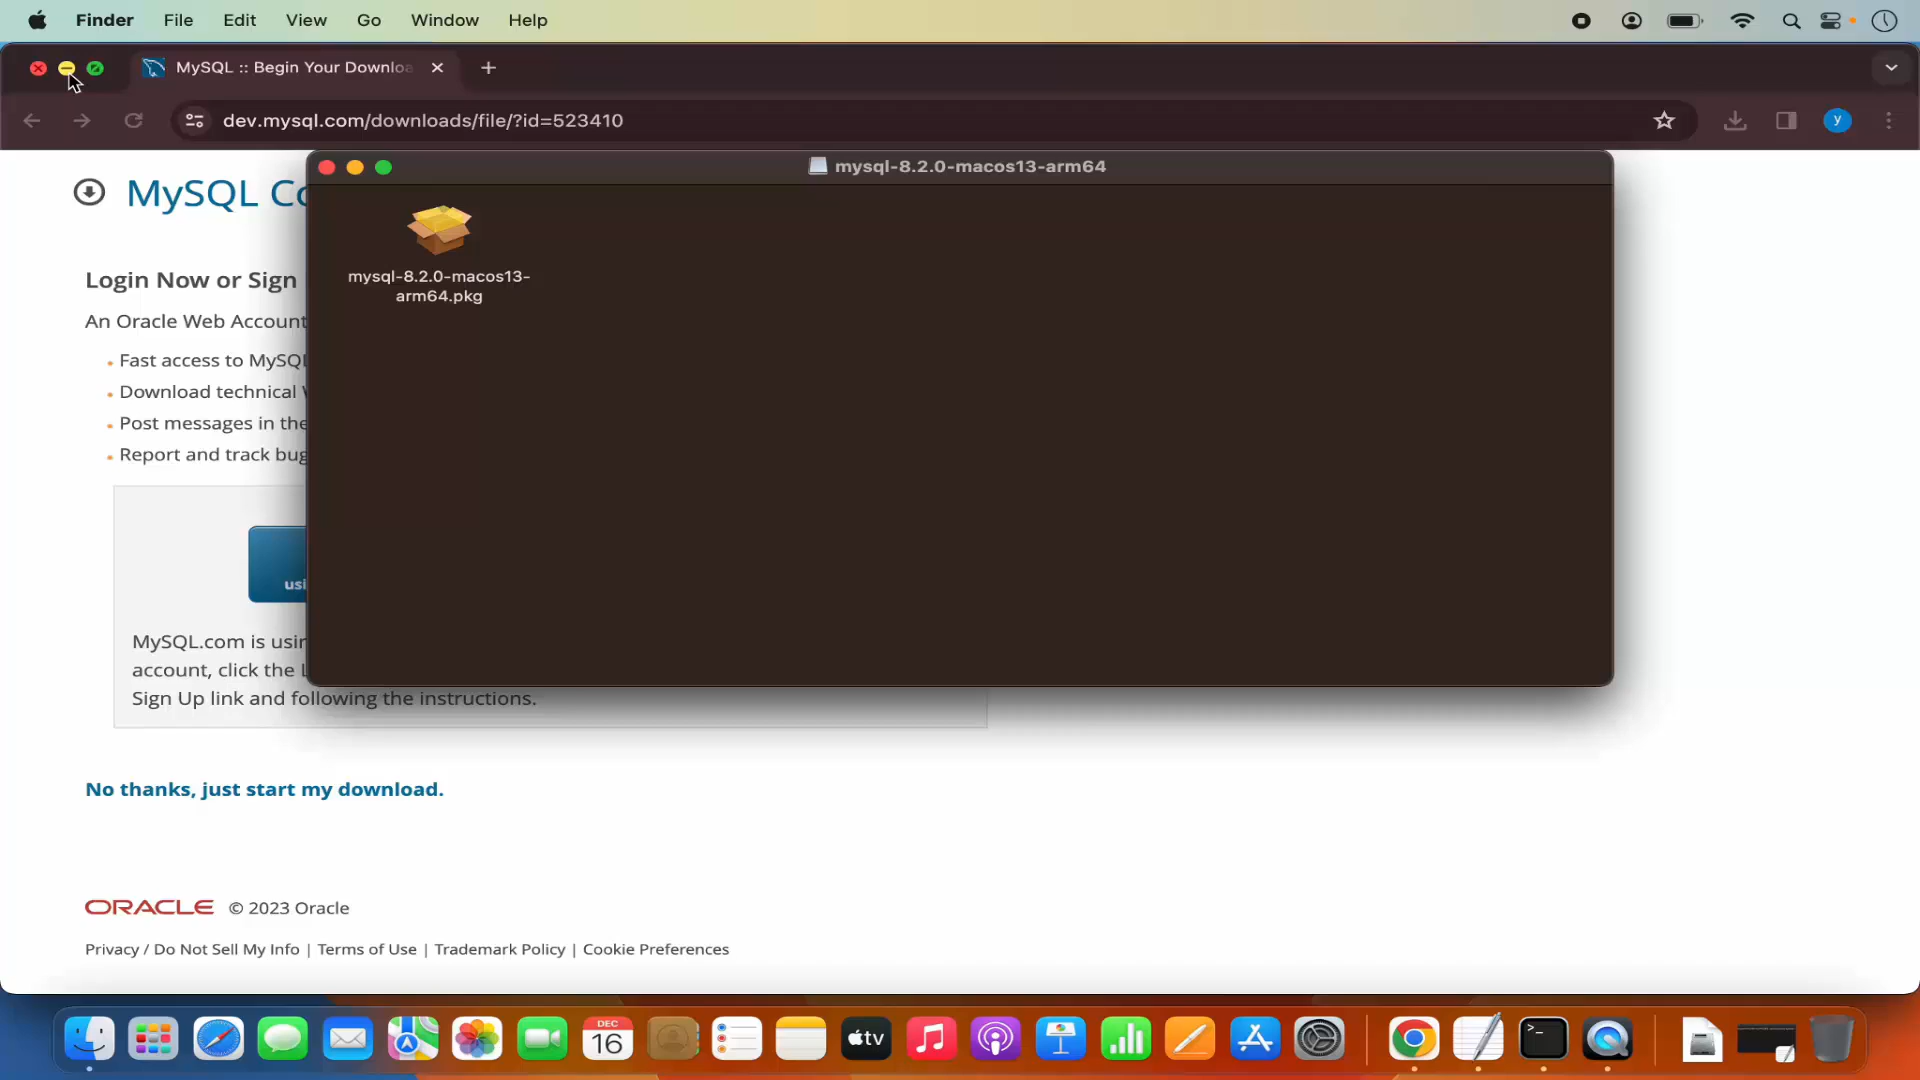 Finder File Edit View Go Window Help
MySQL :: Begin Your Downloa
dev.mysql.com/downloads/file/?id=523410
y
mysql-8.2.0-macos13-arm64
MySQL Co
mysql-8.2.0-macos13-
arm64.pkg
Login Now or Sign
An Oracle Web Account
Fast access to MySQL
Download technical
Post messages in the
Report and track bug
usi
MySQL.com is usin
account, click the L
Sign Up link and following the instructions.
No thanks, just start my download.
ORACLE © 2023 Oracle
Privacy / Do Not Sell My Info | Terms of Use | Trademark Policy | Cookie Preferences
DEC
16
tv
>_